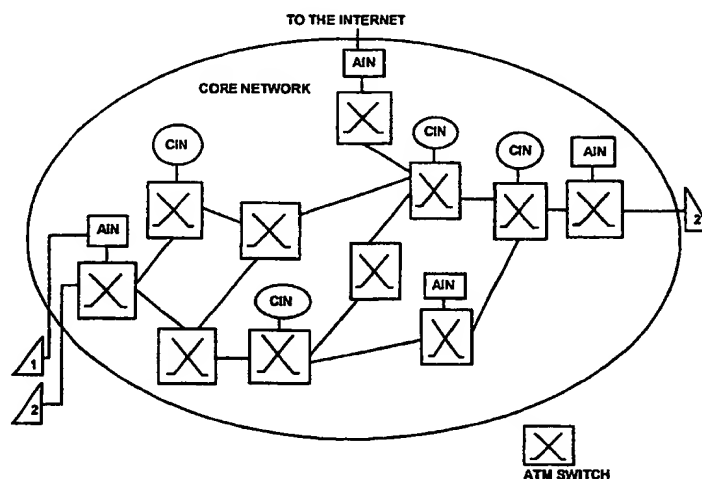 TO THE INTERNET
AIN
CORE NETWORK
CIN
CIN
CIN
AIN
AIN
CIN
AIN
2
1
2
ATM SWITCH